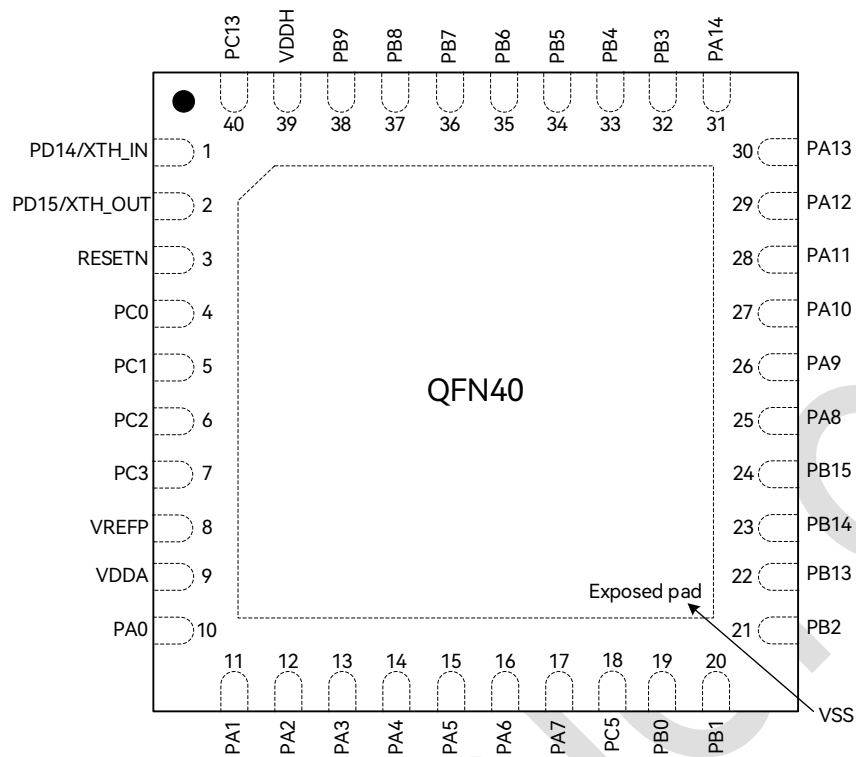 PC13 VDDH PB9 PB8 PB7 PB6 PB5 PB4 PB3 PA14
40 39 38 37 36 35 34 33 32 31
PD14/XTH_IN 1 30 PA13
PD15/XTH_OUT 2 29 PA12
RESETN 3 28 PA11
PC0 4 27 PA10
PC1 5 26 PA9
QFN40
PC2 6 25 PA8
PC3 7 24 PB15
VREFP 8 23 PB14
VDDA 9 22 PB13
Exposed pad
PA0 10 21 PB2
11 12 13 14 15 16 17 18 19 20
VSS
PA1 PA2 PA3 PA4 PA5 PA6 PA7 PC5 PB0 PB1